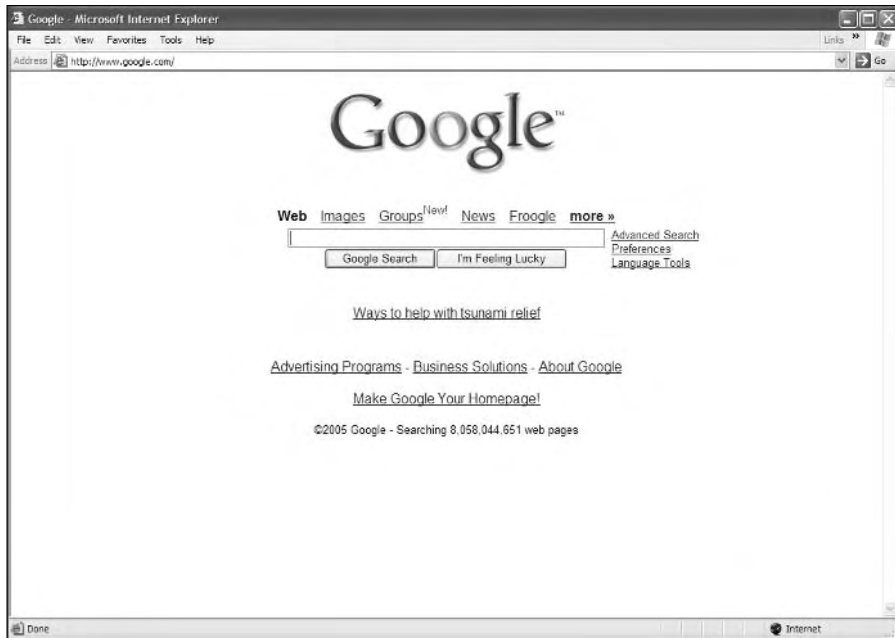 Google - Microsoft Internet Explorer
File Edit View Favorites Tools Help Links »
Address http://www.google.com/ Go
Google™
Web Images Groups New! News Froogle more »
Advanced Search
Preferences
Google Search I'm Feeling Lucky
Language Tools
Ways to help with tsunami relief
Advertising Programs - Business Solutions - About Google
Make Google Your Homepage!
©2005 Google - Searching 8,058,044,651 web pages
Done Internet